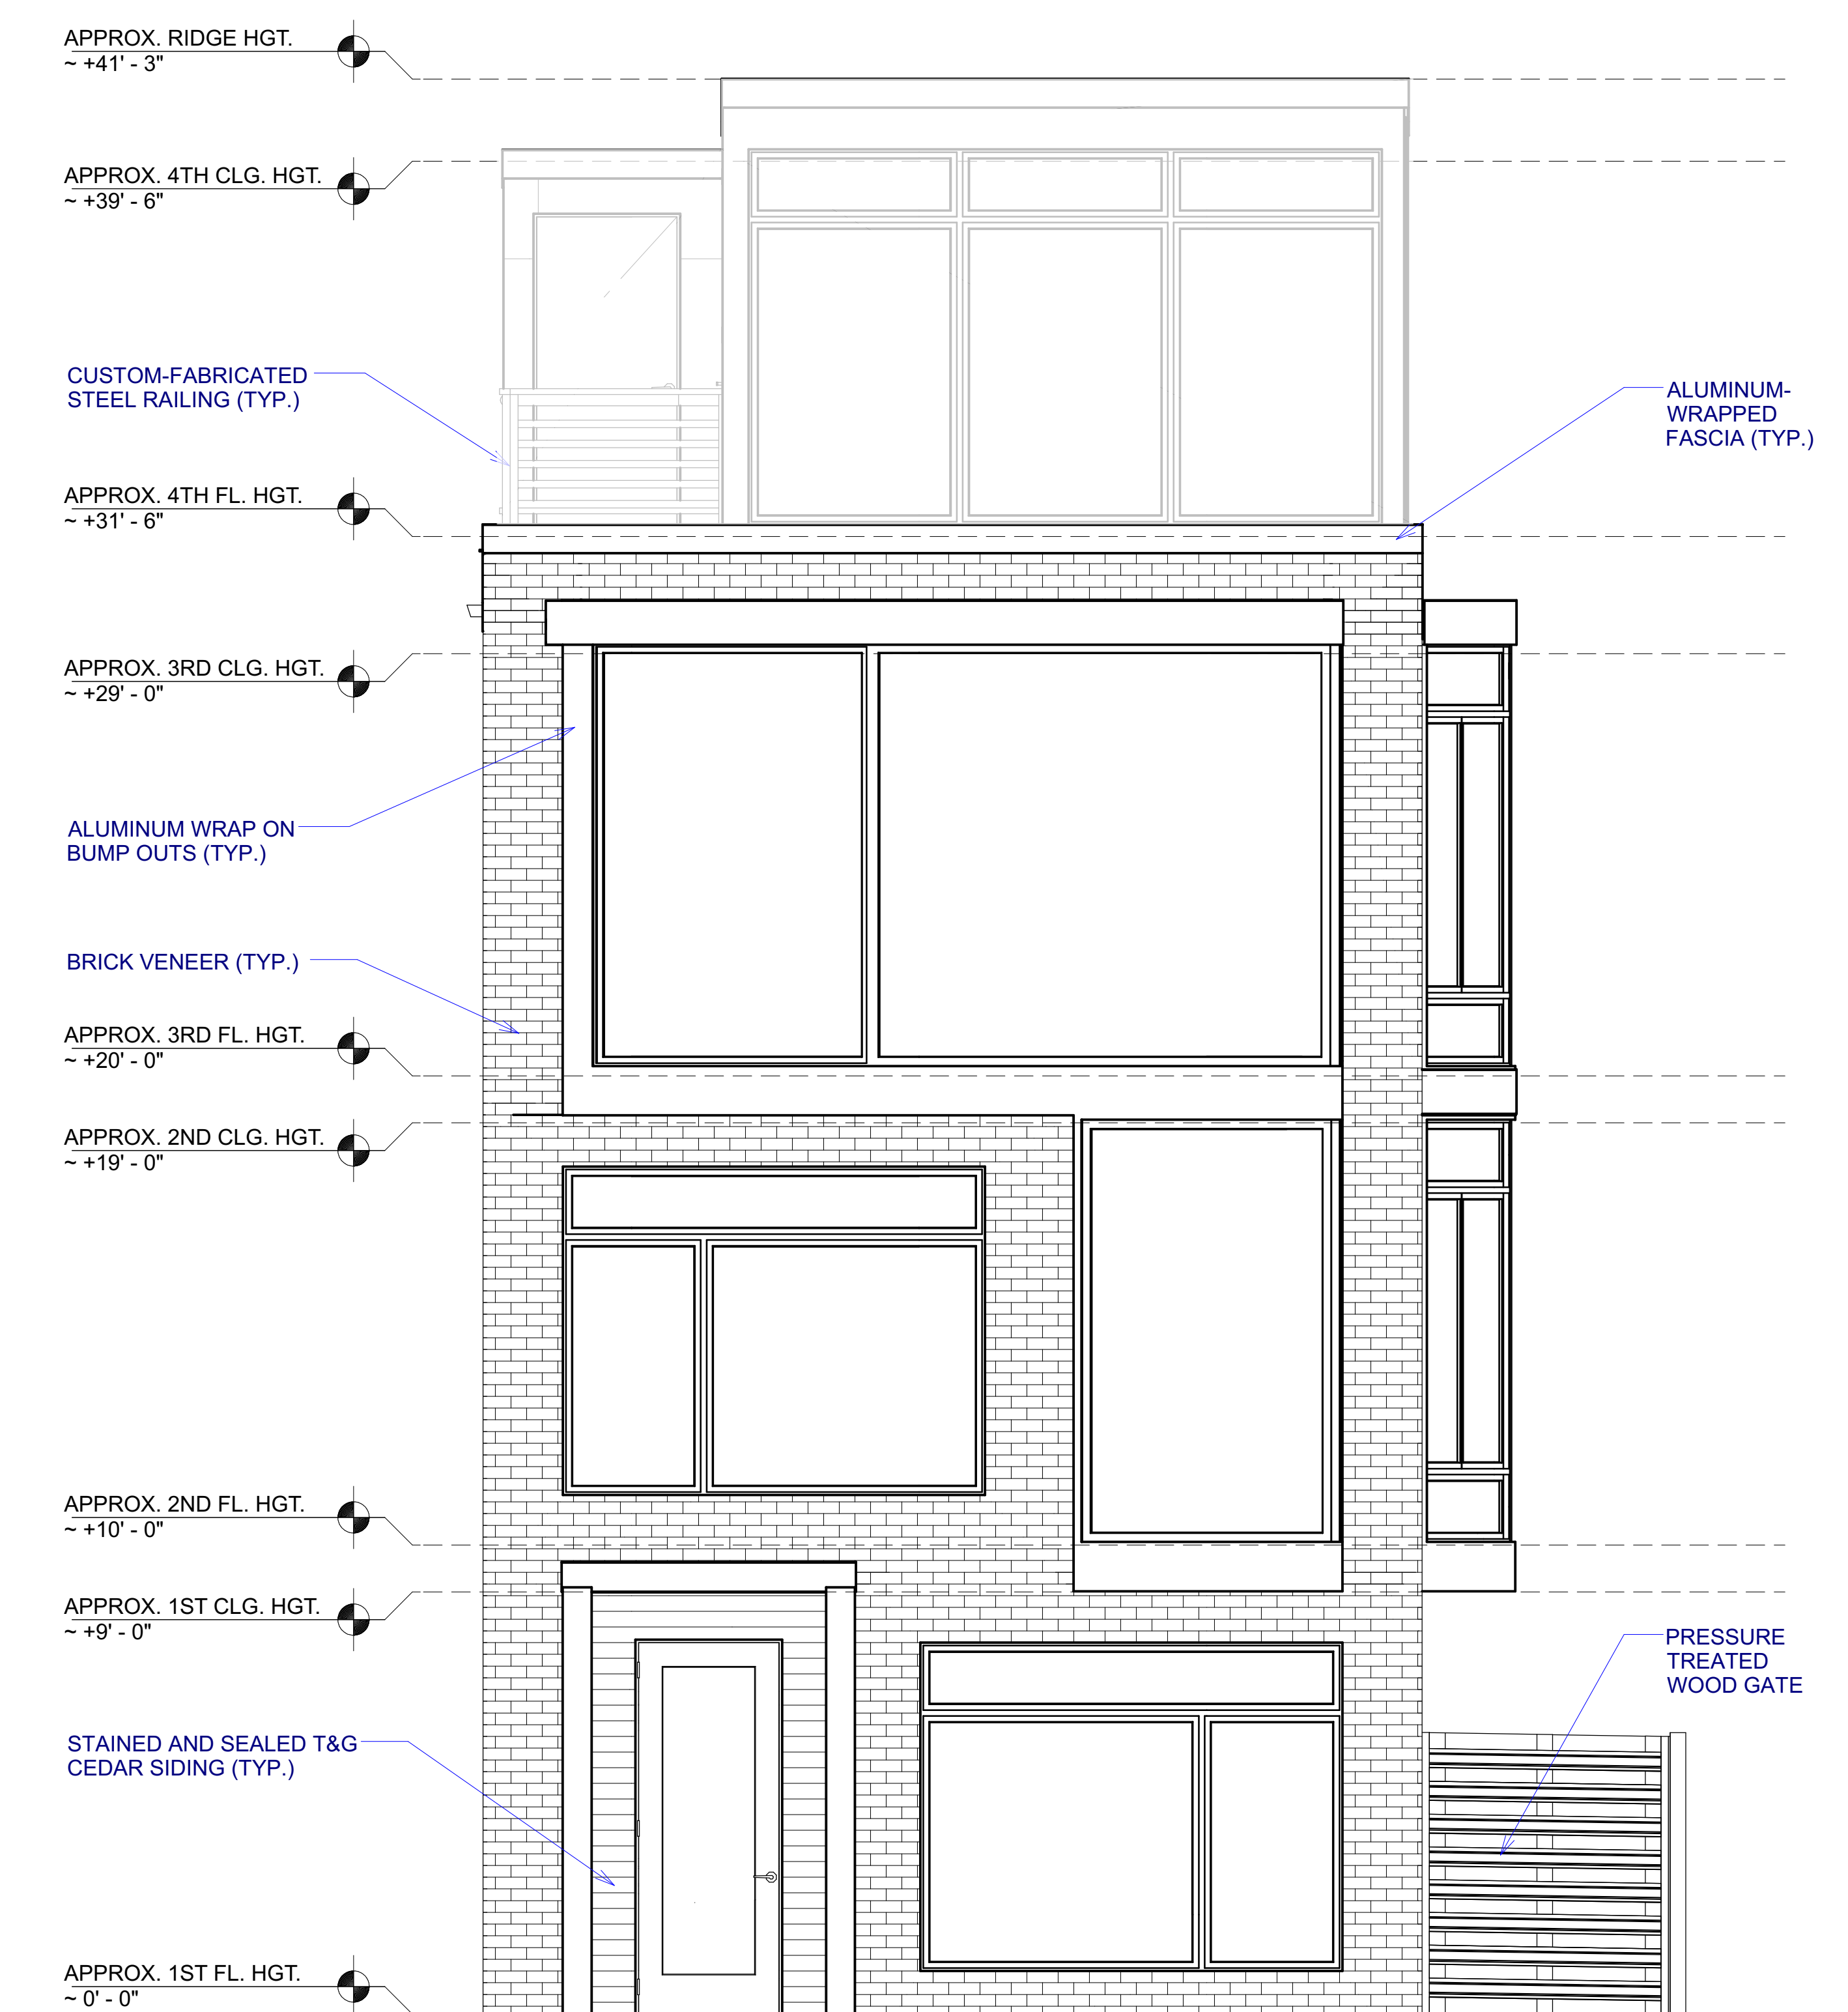 APPROX. RIDGE HGT.
~ +41' - 3"
APPROX. 4TH CLG. HGT.
~ +39' - 6"
CUSTOM-FABRICATED
STEEL RAILING (TYP.)
ALUMINUM-
WRAPPED
FASCIA (TYP.)
APPROX. 4TH FL. HGT.
~ +31' - 6"
APPROX. 3RD CLG. HGT.
~ +29' - 0"
ALUMINUM WRAP ON
BUMP OUTS (TYP.)
BRICK VENEER (TYP.)
APPROX. 3RD FL. HGT.
~ +20' - 0"
APPROX. 2ND CLG. HGT.
~ +19' - 0"
APPROX. 2ND FL. HGT.
~ +10' - 0"
APPROX. 1ST CLG. HGT.
~ +9' - 0"
PRESSURE
TREATED
WOOD GATE
STAINED AND SEALED T&G
CEDAR SIDING (TYP.)
APPROX. 1ST FL. HGT.
~ 0' - 0"